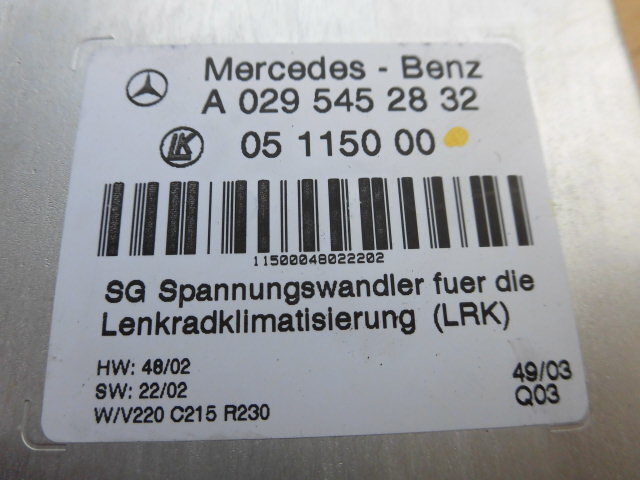 Mercedes - Benz
A 029 545 28 32
LK
05 1150 00
11500048022202
SG Spannungswandler fuer die
Lenkradklimatisierung (LRK)
HW: 48/02
SW: 22/02
W/V220 C215 R230
49/03
Q03